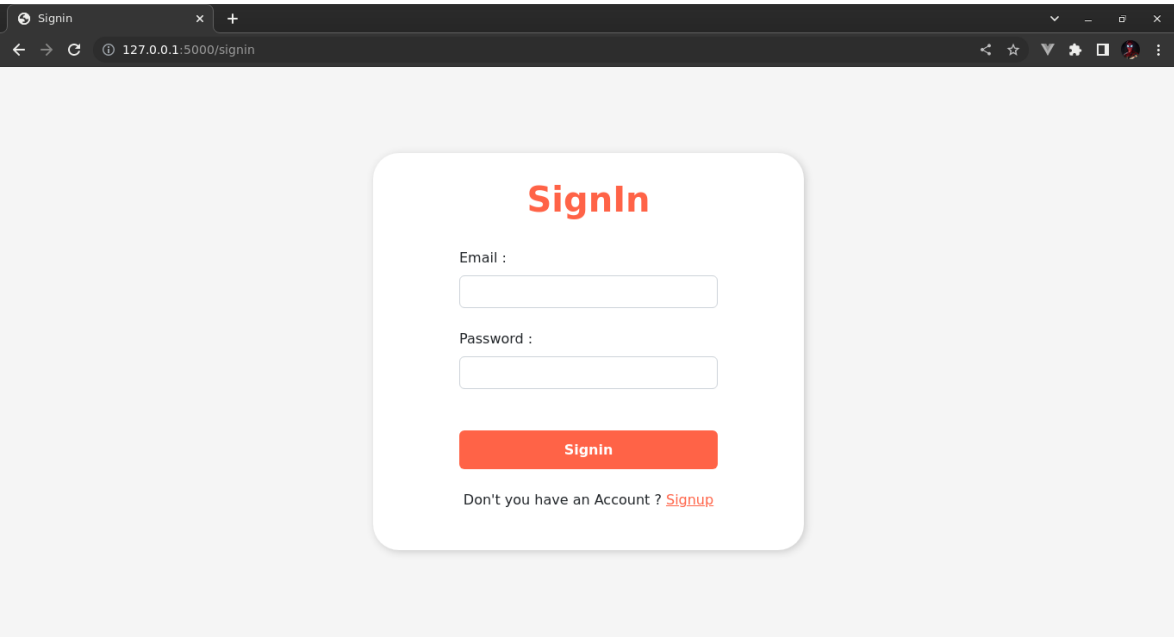 Signin
127.0.0.1:5000/signin
SignIn
Email :
Password :
Signin
Don't you have an Account ? Signup